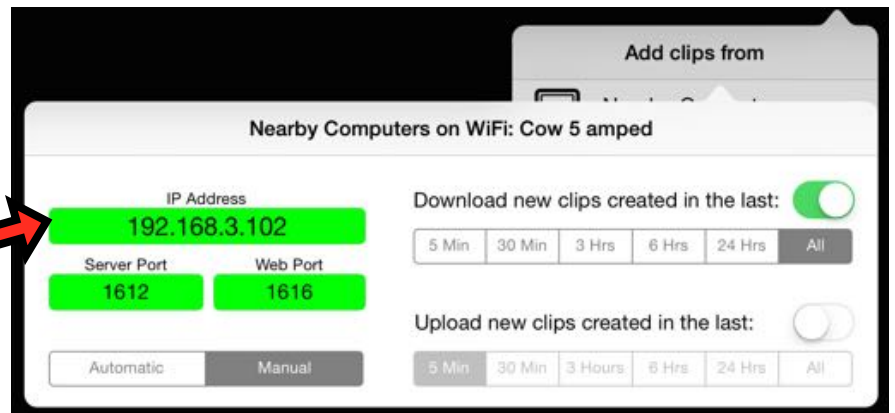 Add clips from
Nearby Computers on WiFi: Cow 5 amped
IP Address
192.168.3.102
Server Port Web Port
1612 1616
Automatic Manual
Download new clips created in the last:
5 Min 30 Min 3 Hrs 6 Hrs 24 Hrs All
Upload new clips created in the last:
5 Min 30 Min 3 Hours 6 Hrs 24 Hrs All